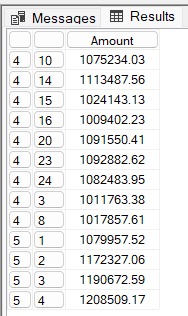 Messages Results
Amount
4 10 1075234.03
4 14 1113487.56
4 15 1024143.13
4 16 1009402.23
4 20 1091550.41
4 23 1092882.62
4 24 1082483.95
4 3 1011763.38
4 8 1017857.61
5 1 1079957.52
5 2 1172327.06
5 3 1190672.59
5 4 1208509.17